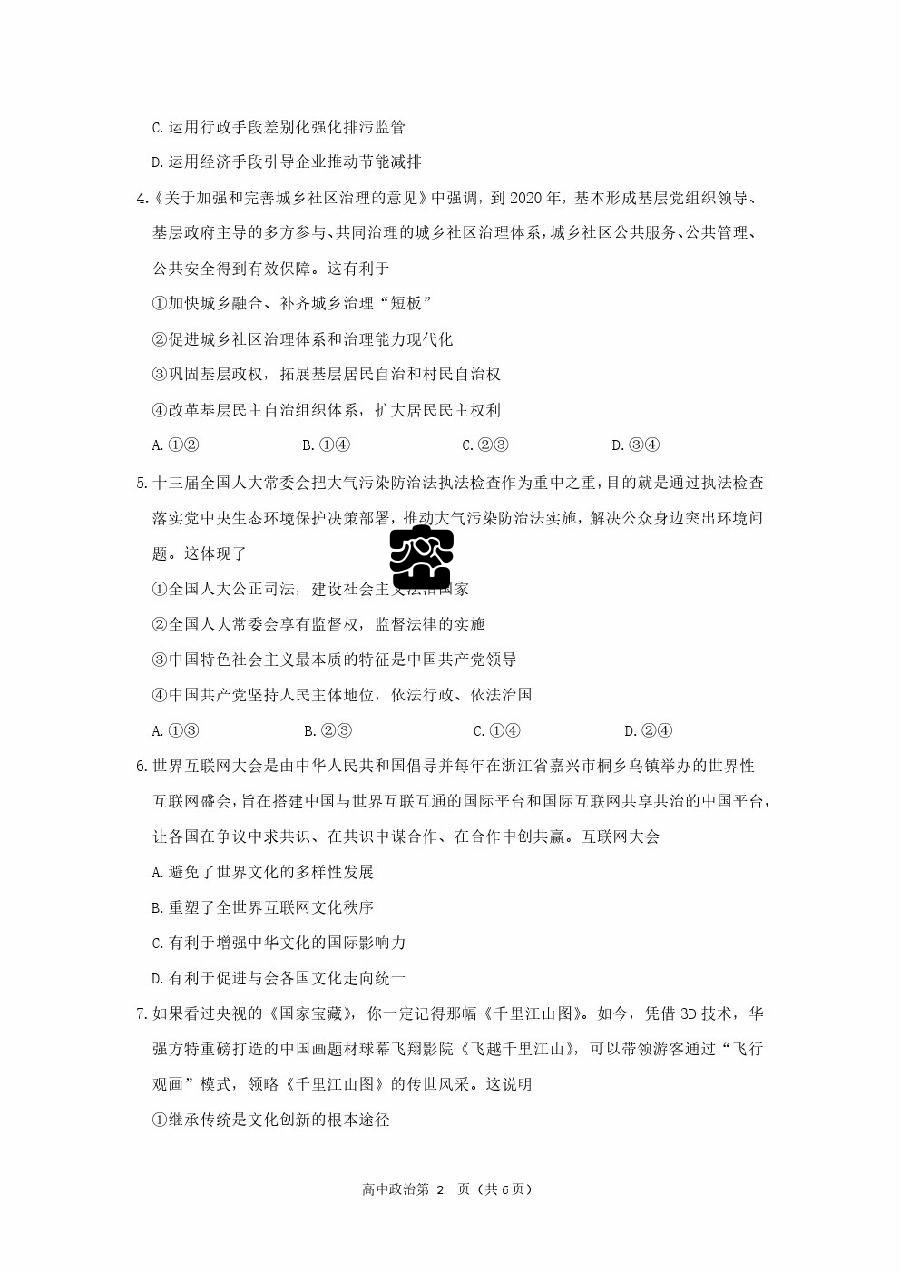 C. 运用行政手段差别化强化排污监管
D. 运用经济手段引导企业推动节能减排
4.《关于加强和完善城乡社区治理的意见》中强调, 到 2020 年, 基本形成基层党组织领导、
基层政府主导的多方参与、共同治理的城乡社区治理体系, 城乡社区公共服务、公共管理、
公共安全得到有效保障。这有利于
①加快城乡融合、补齐城乡治理“短板”
②促进城乡社区治理体系和治理能力现代化
③巩固基层政权, 拓展基层居民自治和村民自治权
④改革基层民主自治组织体系, 扩大居民民主权利
A. ①② B. ①④ C. ②③ D. ③④
5. 十三届全国人大常委会把大气污染防治法执法检查作为重中之重, 目的就是通过执法检查
落实党中央生态环境保护决策部署, 推动大气污染防治法实施, 解决公众身边突出环境问
题。这体现了
①全国人大公正司法, 建设社会主义法治国家
②全国人大常委会享有监督权, 监督法律的实施
③中国特色社会主义最本质的特征是中国共产党领导
④中国共产党坚持人民主体地位, 依法行政、依法治国
A. ①③ B. ②③ C. ①④ D. ②④
6. 世界互联网大会是由中华人民共和国倡导并每年在浙江省嘉兴市桐乡乌镇举办的世界性
互联网盛会, 旨在搭建中国与世界互联互通的国际平台和国际互联网共享共治的中国平台,
让各国在争议中求共识、在共识中谋合作、在合作中创共赢。互联网大会
A. 避免了世界文化的多样性发展
B. 重塑了全世界互联网文化秩序
C. 有利于增强中华文化的国际影响力
D. 有利于促进与会各国文化走向统一
7. 如果看过央视的《国家宝藏》, 你一定记得那幅《千里江山图》。如今, 凭借 3D 技术, 华
强方特重磅打造的中国画题材球幕飞翔影院《飞越千里江山》, 可以带领游客通过“飞行
观画”模式, 领略《千里江山图》的传世风采。这说明
①继承传统是文化创新的根本途径
高中政治第 2 页（共 6 页）